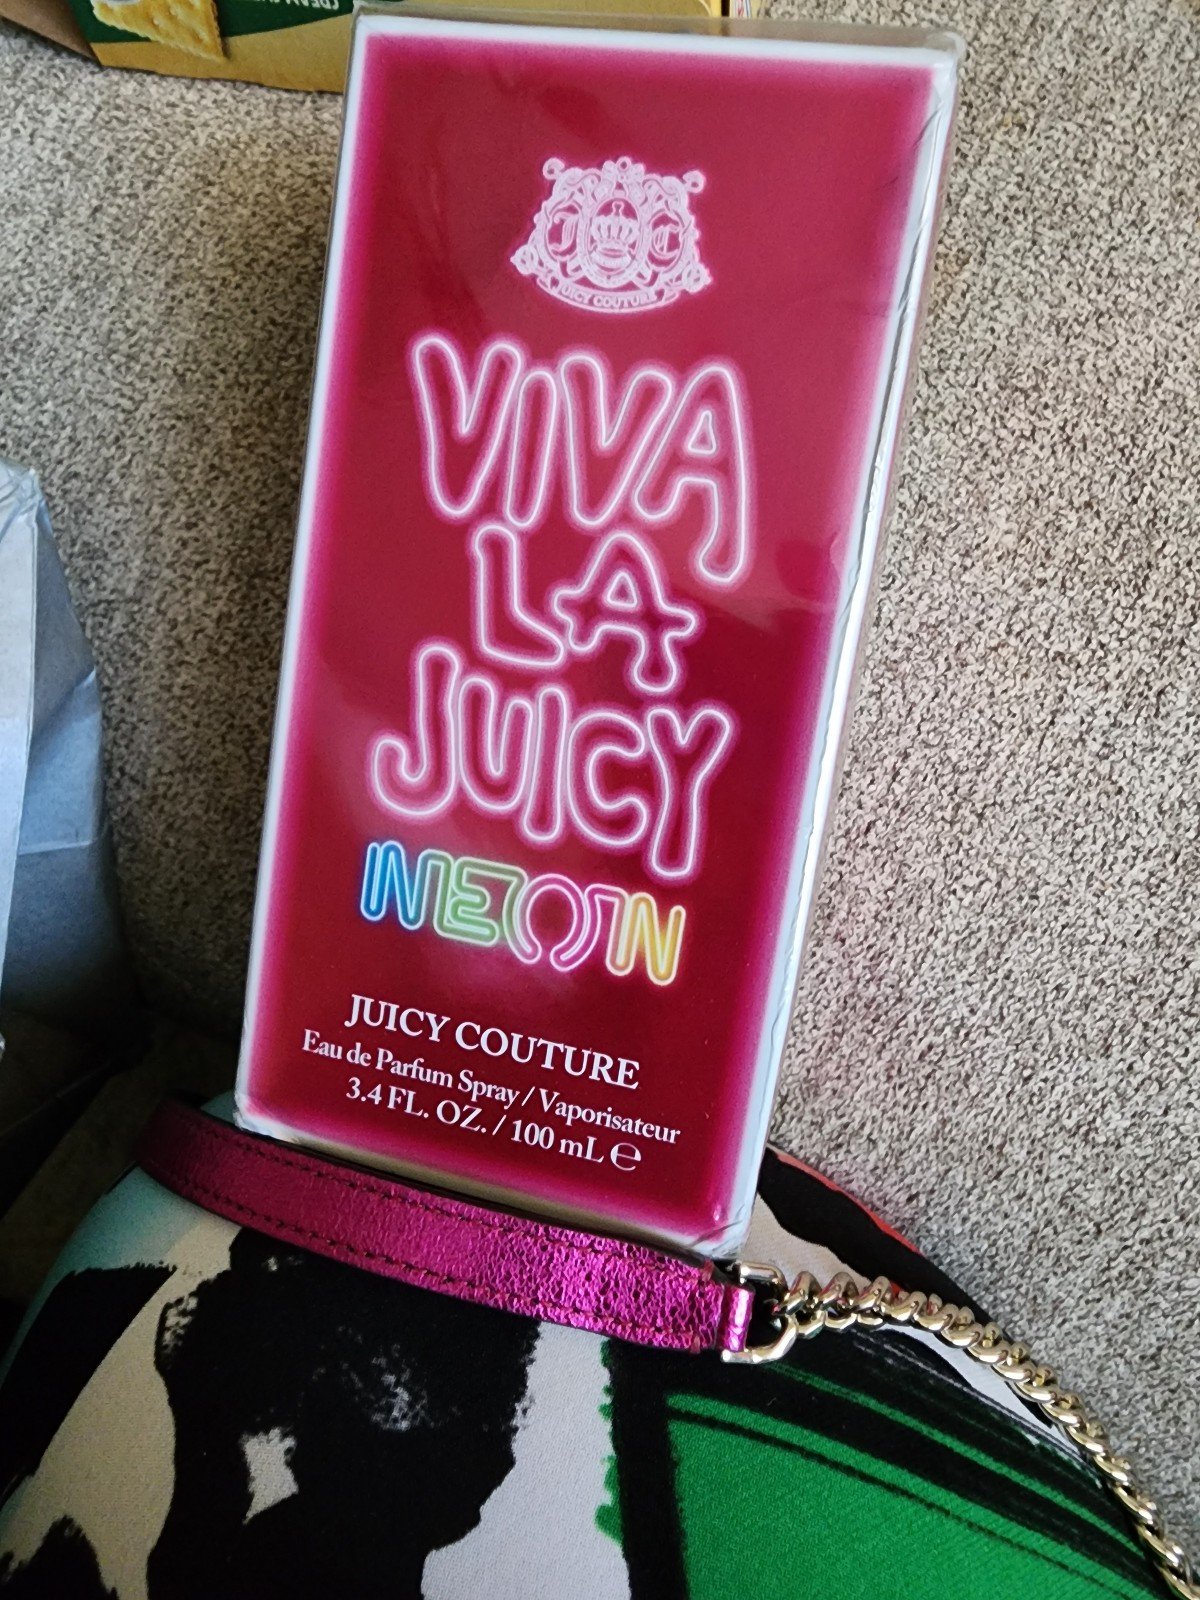 J C
JUICY COUTURE
VIVA
LA
JUICY
NEON
JUICY COUTURE
Eau de Parfum Spray / Vaporisateur
3.4 FL. OZ. / 100 mL ℮